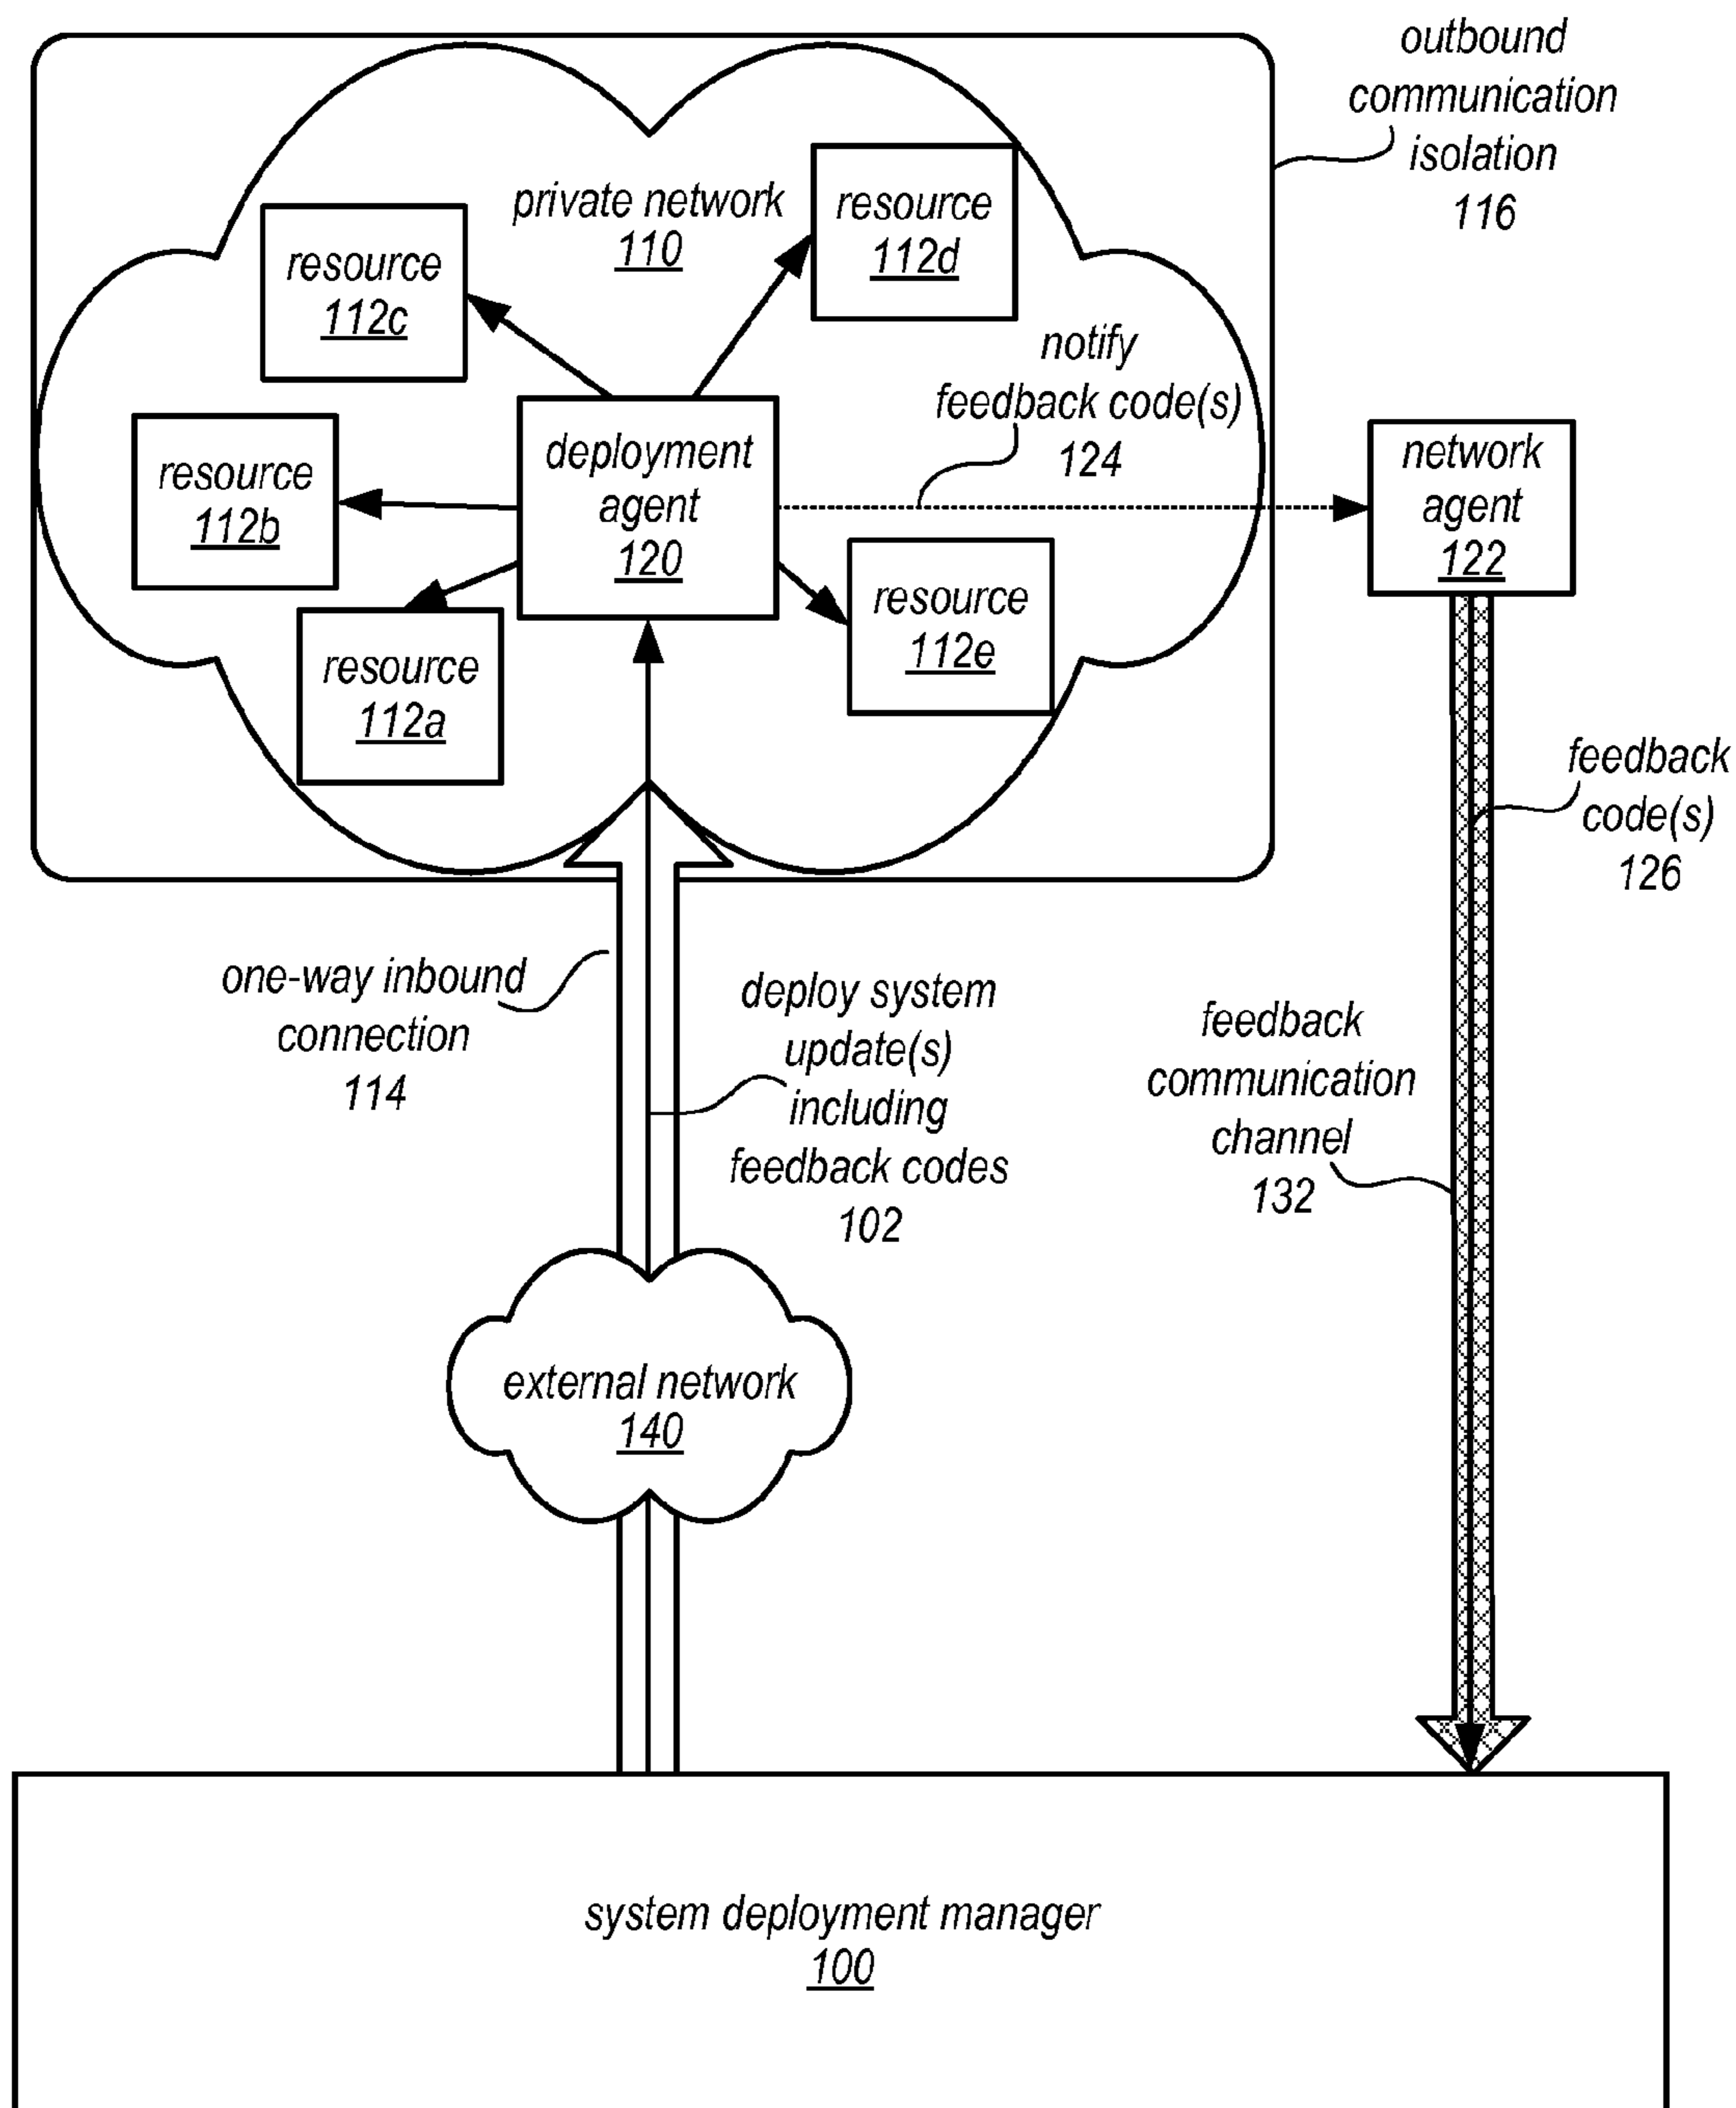 outbound
communication
isolation
116
private network
110
resource
112d
resource
112c
notify
feedback code(s)
124
deployment
agent
120
network
agent
122
resource
112b
resource
112e
resource
112a
feedback
code(s)
126
one-way inbound
connection
114
deploy system
update(s)
including
feedback codes
102
feedback
communication
channel
132
external network
140
system deployment manager
100